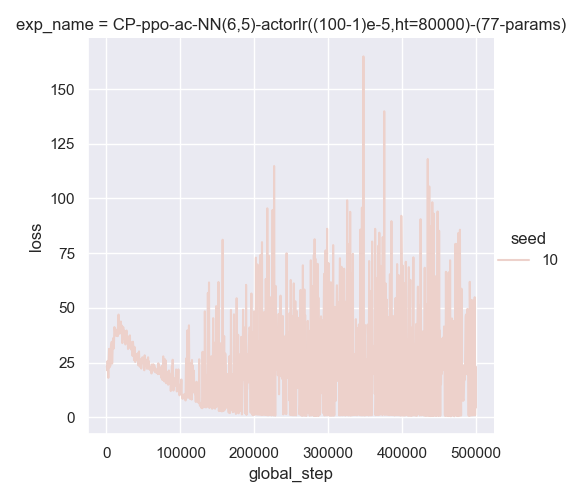 exp_name = CP-ppo-ac-NN(6,5)-actorlr((100-1)e-5,ht=80000)-(77-params)
150
125
100
75
50
25
0
loss
0 100000 200000 300000 400000 500000
global_step
seed
10